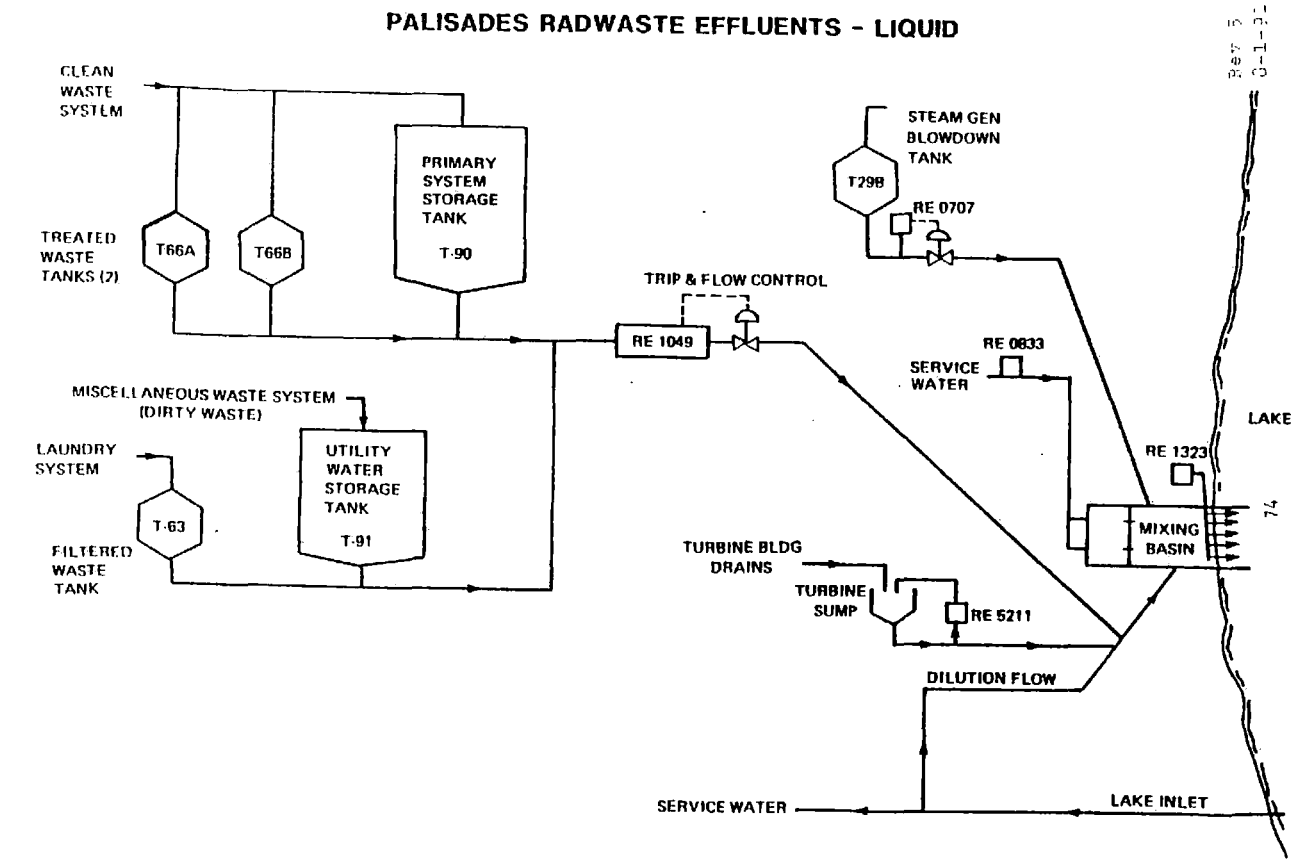 PALISADES RADWASTE EFFLUENTS - LIQUID
CLEAN
WASTE
SYSTEM
PRIMARY
SYSTEM
STORAGE
TANK
T-90
TREATED
WASTE
TANKS (2)
T66A
T66B
STEAM GEN
BLOWDOWN
TANK
T29B
RE 0707
TRIP & FLOW CONTROL
RE 1049
RE 0833
SERVICE
WATER
LAKE
RE 1323
74
MIXING
BASIN
MISCELLANEOUS WASTE SYSTEM
(DIRTY WASTE)
LAUNDRY
SYSTEM
UTILITY
WATER
STORAGE
TANK
T-91
T-63
FILTERED
WASTE
TANK
TURBINE BLDG
DRAINS
TURBINE
SUMP
RE 5211
DILUTION FLOW
SERVICE WATER
LAKE INLET